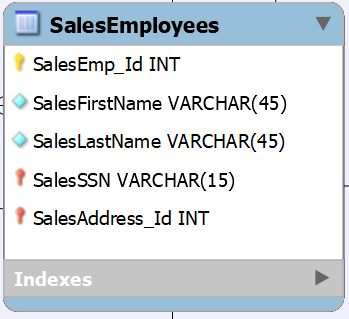 SalesEmployees
SalesEmp_Id INT
SalesFirstName VARCHAR(45)
SalesLastName VARCHAR(45)
SalesSSN VARCHAR(15)
SalesAddress_Id INT
Indexes